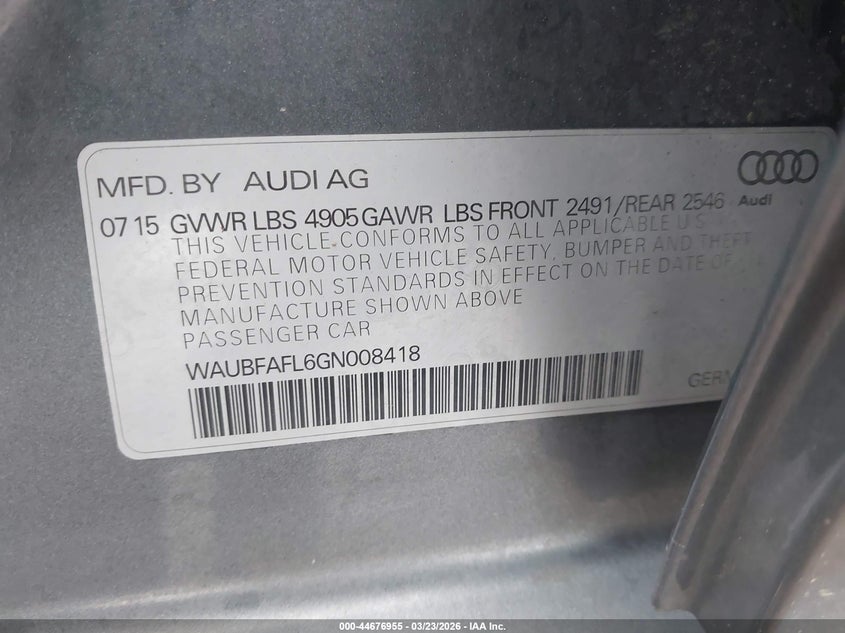 MFD. BY AUDI AG
Audi
07 15 GVWR LBS 4905 GAWR LBS FRONT 2491/REAR 2546
THIS VEHICLE CONFORMS TO ALL APPLICABLE U.S.
FEDERAL MOTOR VEHICLE SAFETY, BUMPER AND THEFT
PREVENTION STANDARDS IN EFFECT ON THE DATE OF
MANUFACTURE SHOWN ABOVE
PASSENGER CAR
WAUBFAFL6GN008418
000-44676955 | 03/23/2026 - IAA Inc.